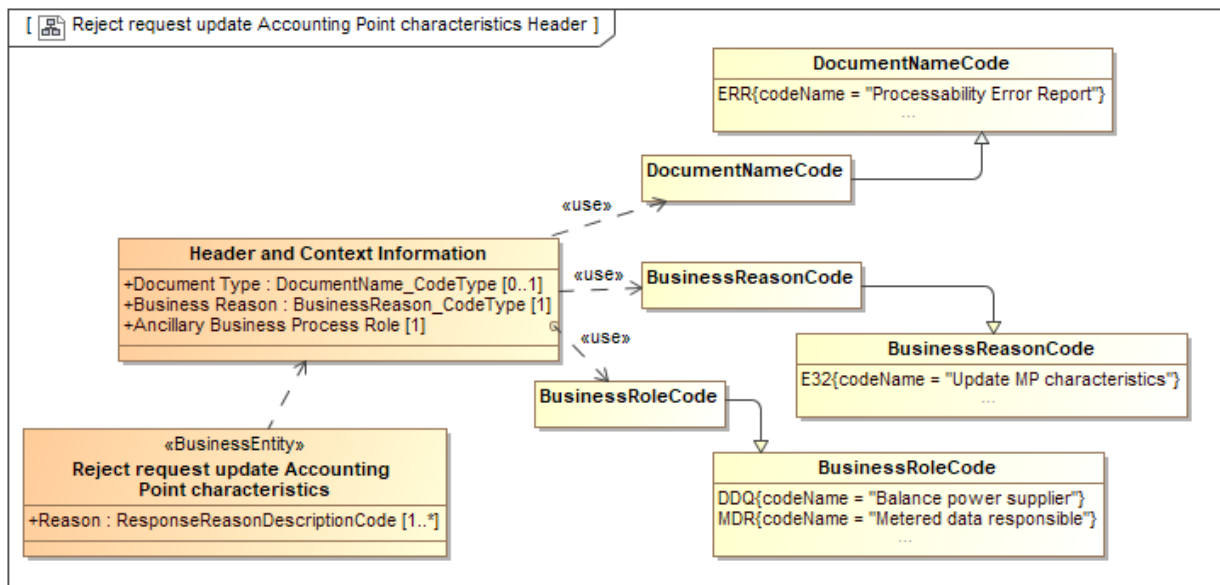 [ Reject request update Accounting Point characteristics Header ]
DocumentNameCode
ERR{codeName = "Processability Error Report"}
...
DocumentNameCode
«use»
Header and Context Information
+Document Type : DocumentName_CodeType [0..1]
+Business Reason : BusinessReason_CodeType [1]
+Ancillary Business Process Role [1]
«use»
BusinessReasonCode
«use»
BusinessReasonCode
E32{codeName = "Update MP characteristics"}
...
BusinessRoleCode
«BusinessEntity»
Reject request update Accounting
Point characteristics
+Reason : ResponseReasonDescriptionCode [1..*]
BusinessRoleCode
DDQ{codeName = "Balance power supplier"}
MDR{codeName = "Metered data responsible"}
...